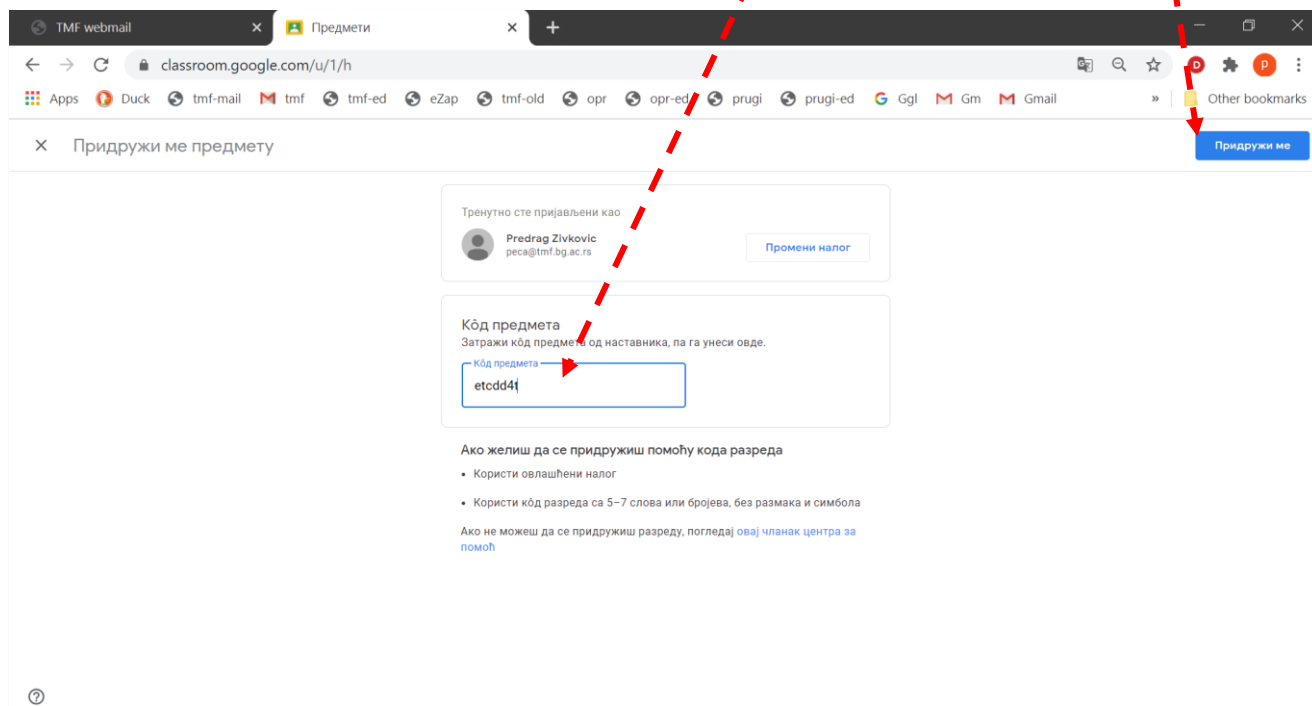 TMF webmail
Предмети
classroom.google.com/u/1/h
Apps Duck tmf-mail tmf tmf-ed eZap tmf-old opr opr-ed prugi prugi-ed Ggl Gm Gmail » Other bookmarks
Придружи ме предмету
Придружи ме
Тренутно сте пријављени као
Predrag Zivkovic
peca@tmf.bg.ac.rs
Промени налог
Кôд предмета
Затражи кôд предмета од наставника, па га унеси овде.
Кôд предмета
etcdd4t
Ако желиш да се придружиш помоћу кода разреда
• Користи овлашћени налог
• Користи кôд разреда са 5–7 слова или бројева, без размака и симбола
Ако не можеш да се придружиш разреду, погледај овај чланак центра за
помоћ